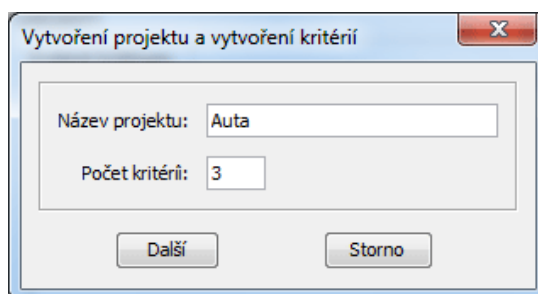 Vytvoření projektu a vytvoření kritérií
Název projektu: Auta
Počet kritérií: 3
Další Storno